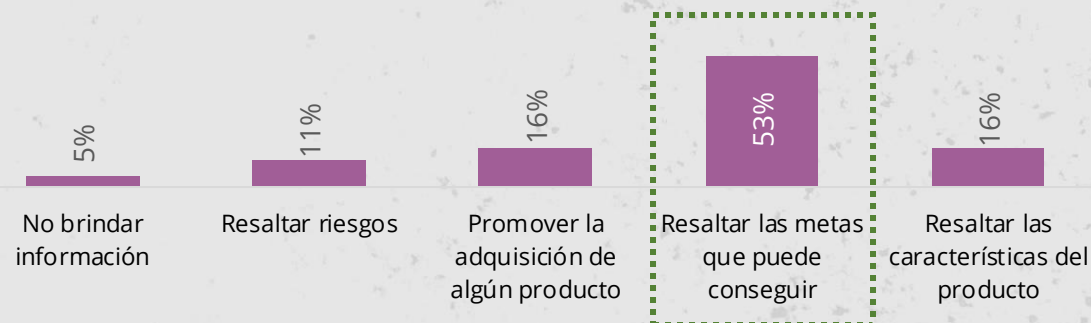 5%
11%
16%
53%
16%
No brindar
información
Resaltar riesgos
Promover la
adquisición de
algún producto
Resaltar las metas
que puede
conseguir
Resaltar las
características del
producto